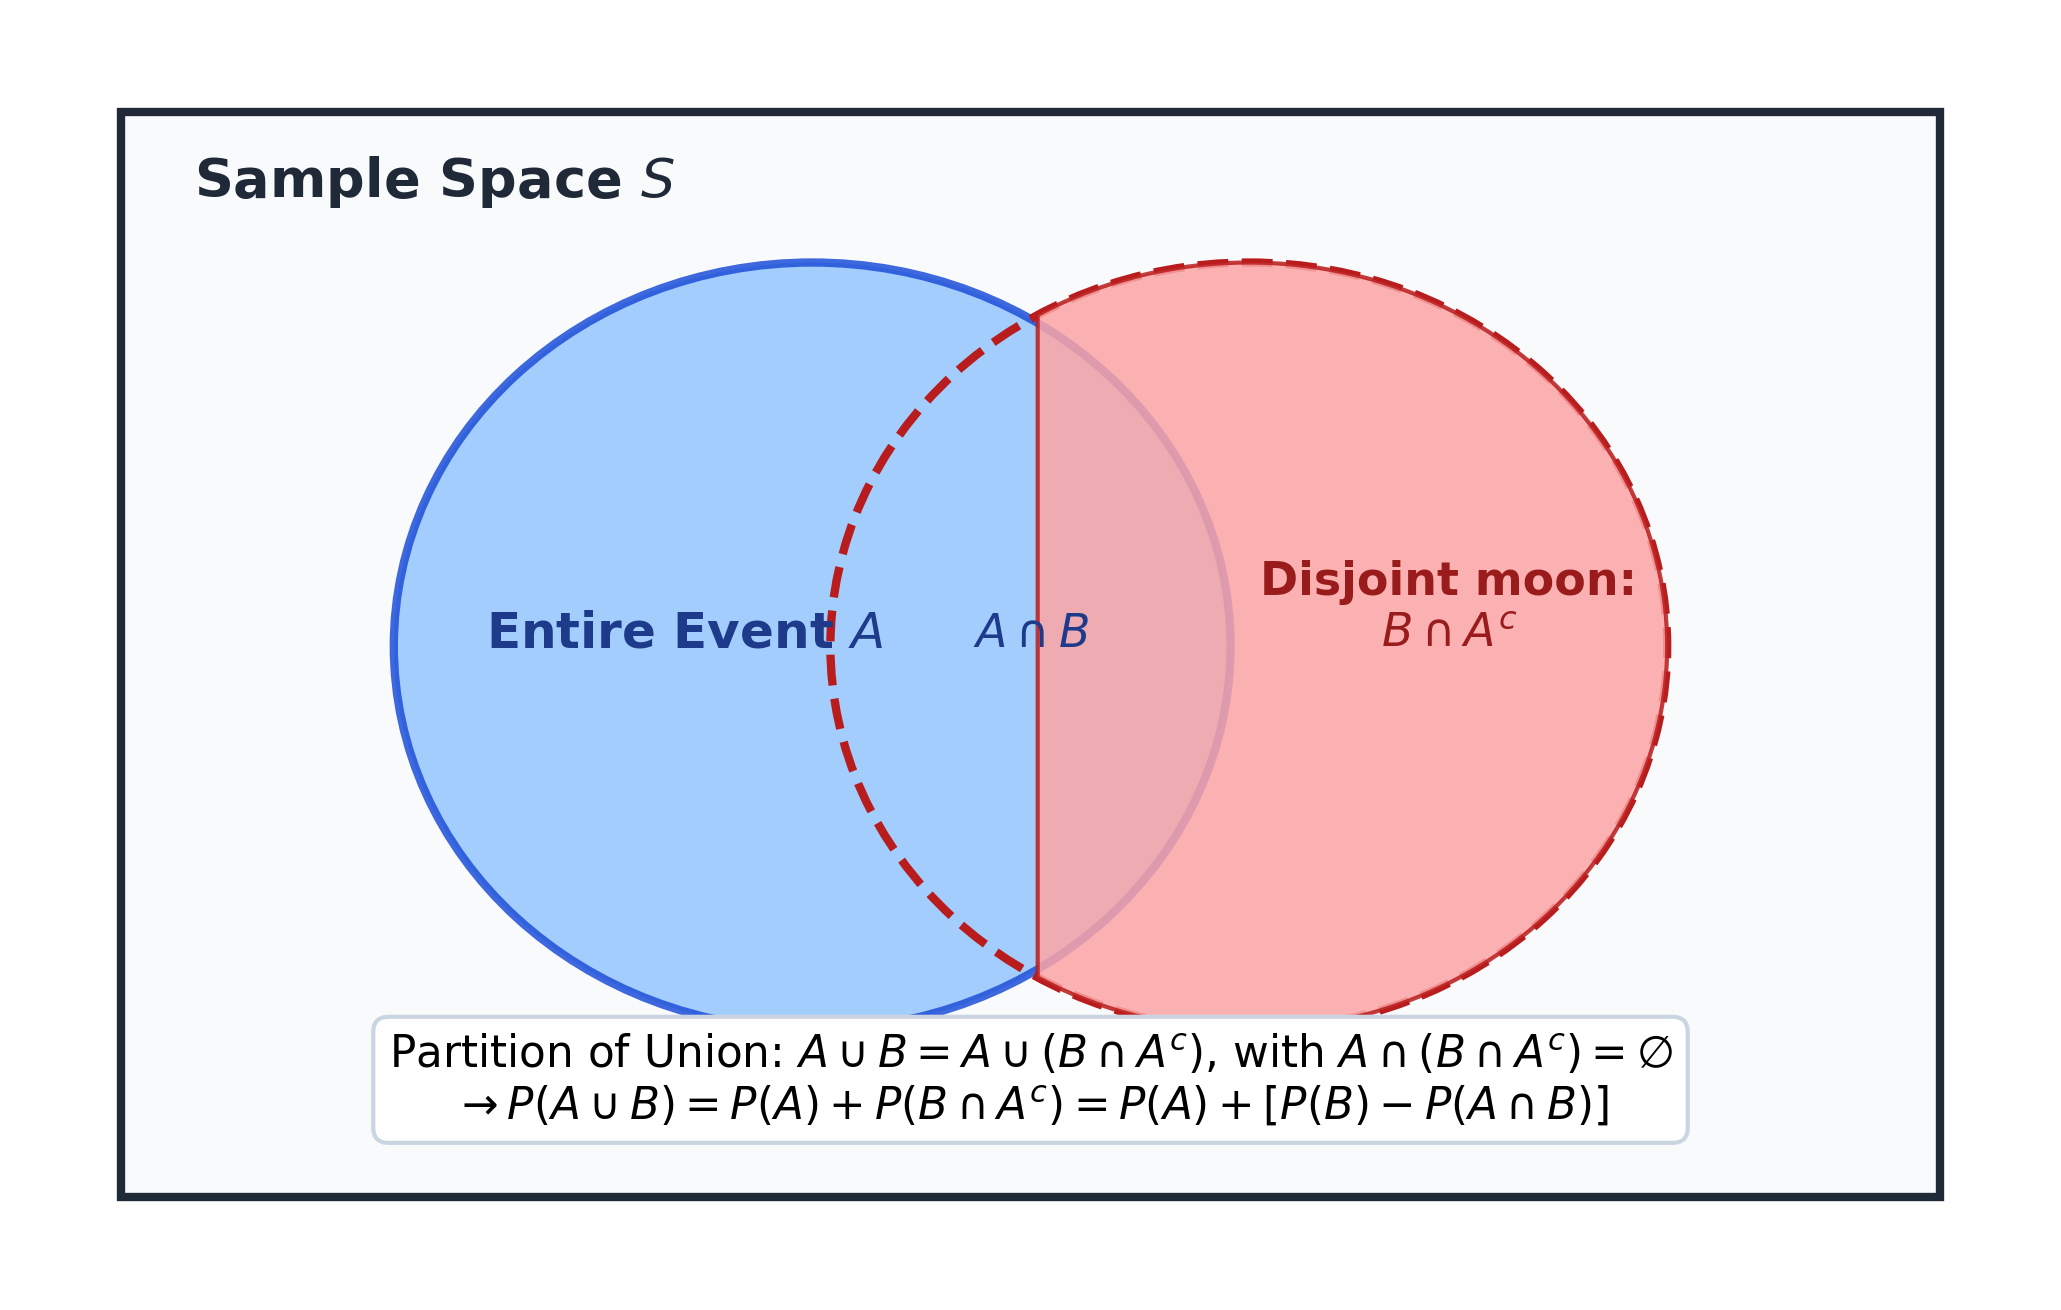 Sample Space S
Disjoint moon:
Entire Event A
A ∩ B
B ∩ Aᶜ
Partition of Union: A ∪ B = A ∪ (B ∩ Aᶜ), with A ∩ (B ∩ Aᶜ) = ∅
→ P(A ∪ B) = P(A) + P(B ∩ Aᶜ) = P(A) + [P(B) − P(A ∩ B)]